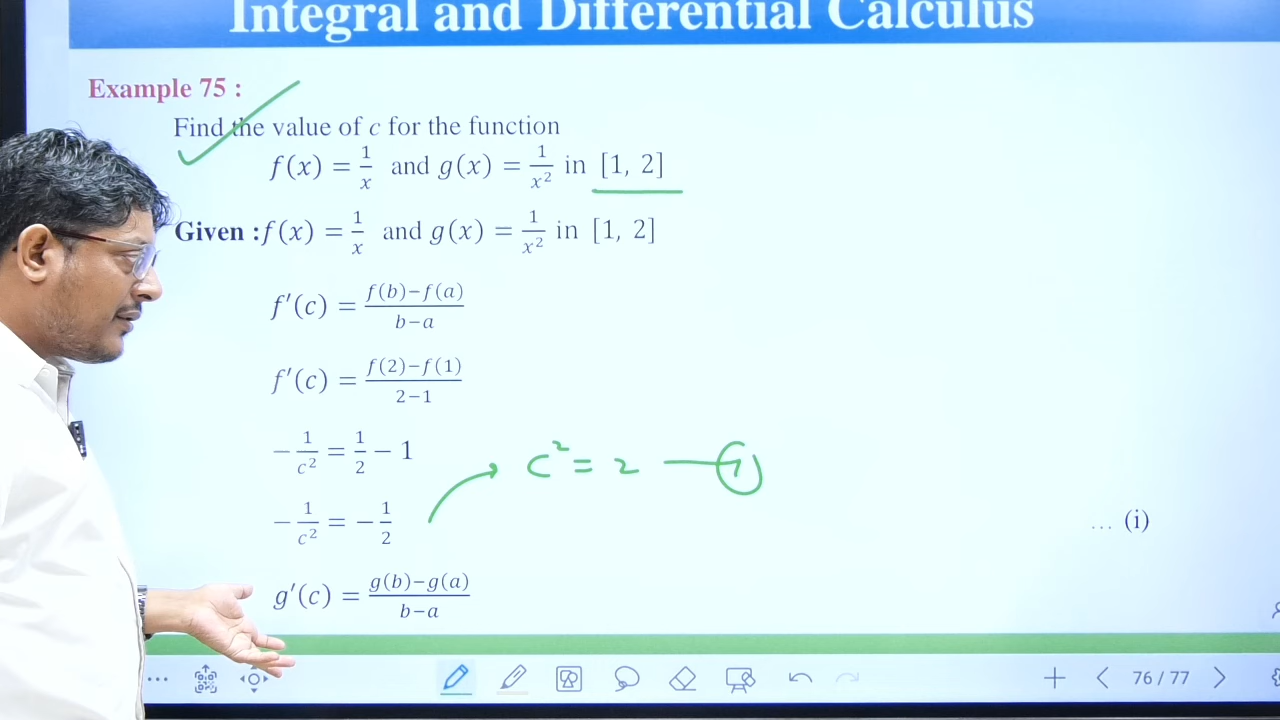 Integral and Differential Calculus
Example 75 :
Find the value of c for the function
f(x) = 1/x and g(x) = 1/x² in [1, 2]
Given : f(x) = 1/x and g(x) = 1/x² in [1, 2]
f′(c) = f(b)−f(a)/b−a
f′(c) = f(2)−f(1)/2−1
−1/c² = 1/2 − 1
c² = 2 — 1
−1/c² = −1/2 ... (i)
g′(c) = g(b)−g(a)/b−a
76 / 77